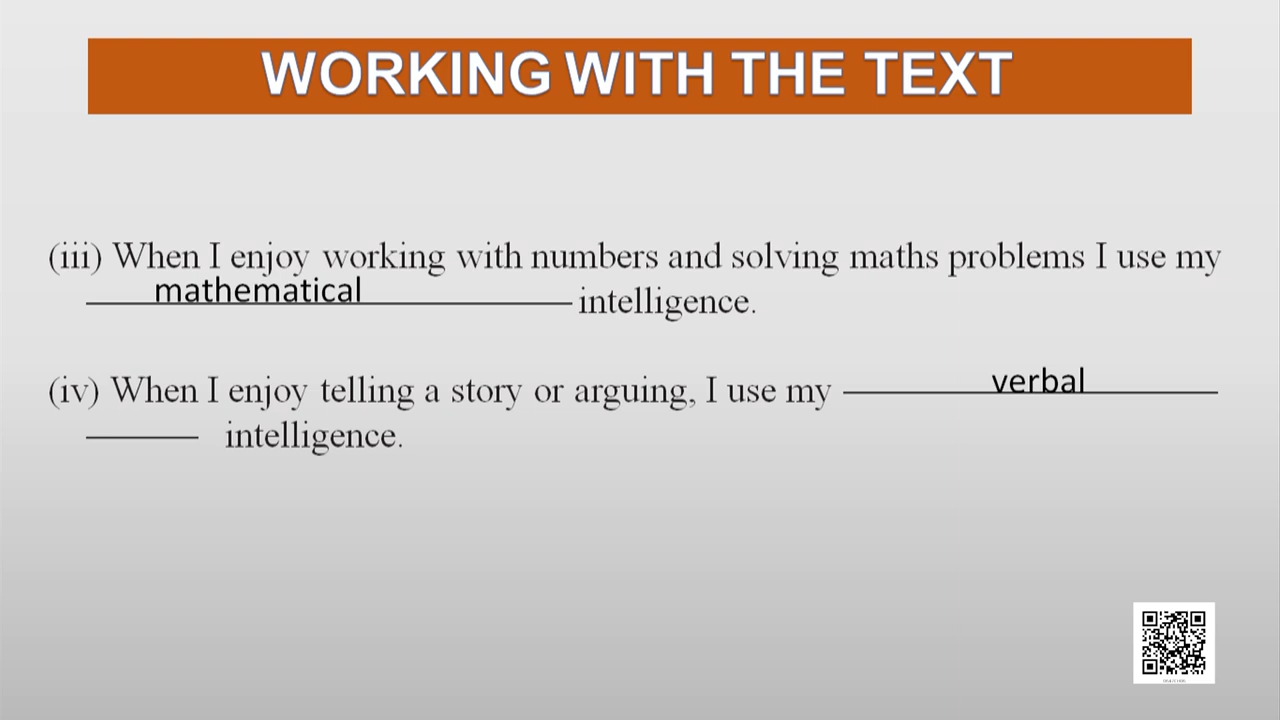 WORKING WITH THE TEXT
(iii) When I enjoy working with numbers and solving maths problems I use my
mathematical intelligence.
(iv) When I enjoy telling a story or arguing, I use my verbal
intelligence.